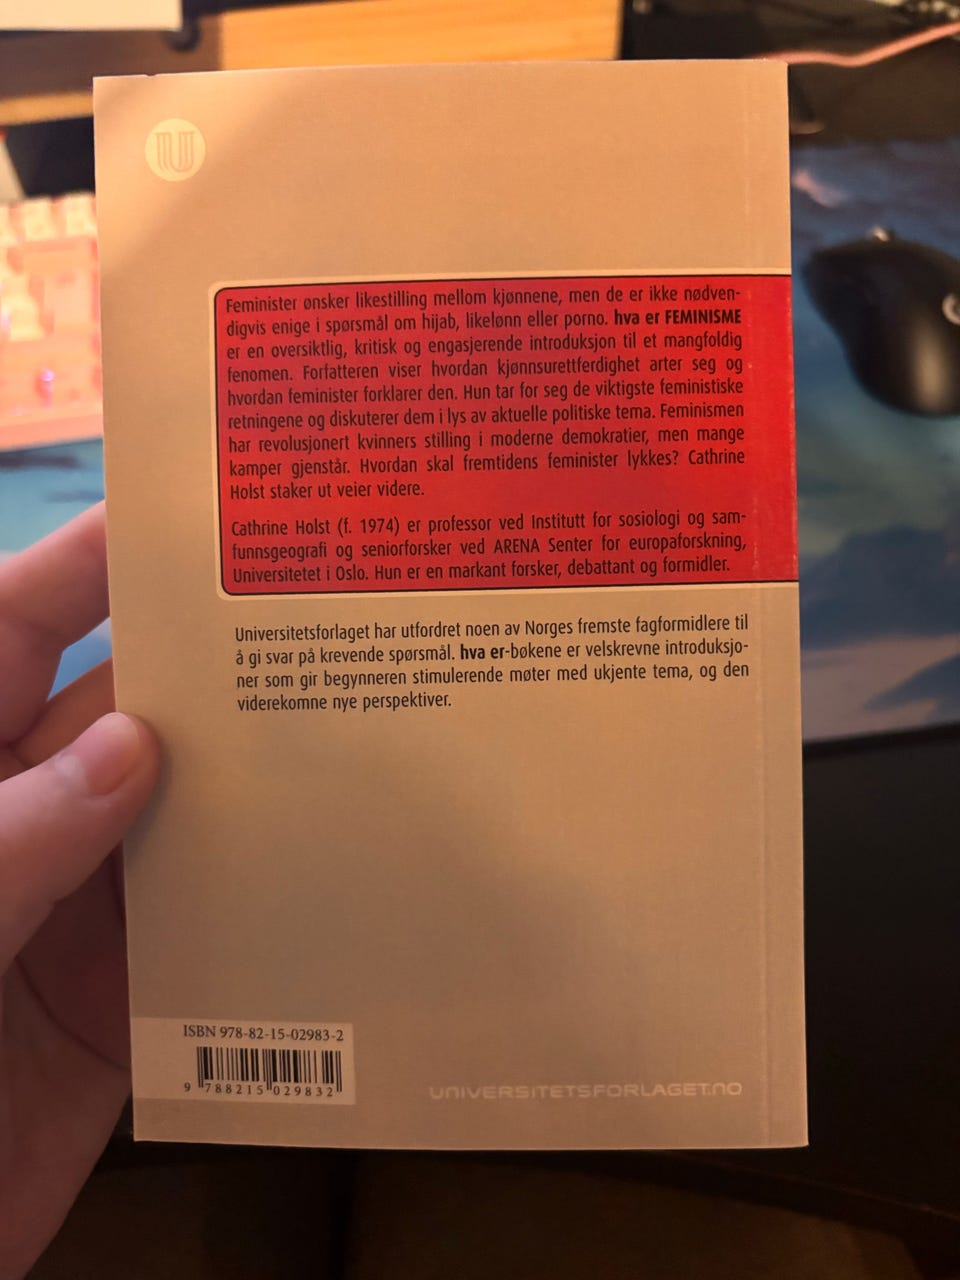 U
Feminister ønsker likestilling mellom kjønnene, men de er ikke nødven-
digvis enige i spørsmål om hijab, likelønn eller porno. hva er FEMINISME
er en oversiktlig, kritisk og engasjerende introduksjon til et mangfoldig
fenomen. Forfatteren viser hvordan kjønnsurettferdighet arter seg og
hvordan feminister forklarer den. Hun tar for seg de viktigste feministiske
retningene og diskuterer dem i lys av aktuelle politiske tema. Feminismen
har revolusjonert kvinners stilling i moderne demokratier, men mange
kamper gjenstår. Hvordan skal fremtidens feminister lykkes? Cathrine
Holst staker ut veier videre.
Cathrine Holst (f. 1974) er professor ved Institutt for sosiologi og sam-
funnsgeografi og seniorforsker ved ARENA Senter for europaforskning,
Universitetet i Oslo. Hun er en markant forsker, debattant og formidler.
Universitetsforlaget har utfordret noen av Norges fremste fagformidlere til
å gi svar på krevende spørsmål. hva er-bøkene er velskrevne introduksjo-
ner som gir begynneren stimulerende møter med ukjente tema, og den
viderekomne nye perspektiver.
ISBN 978-82-15-02983-2
9 788215 029832
UNIVERSITETSFORLAGET.NO